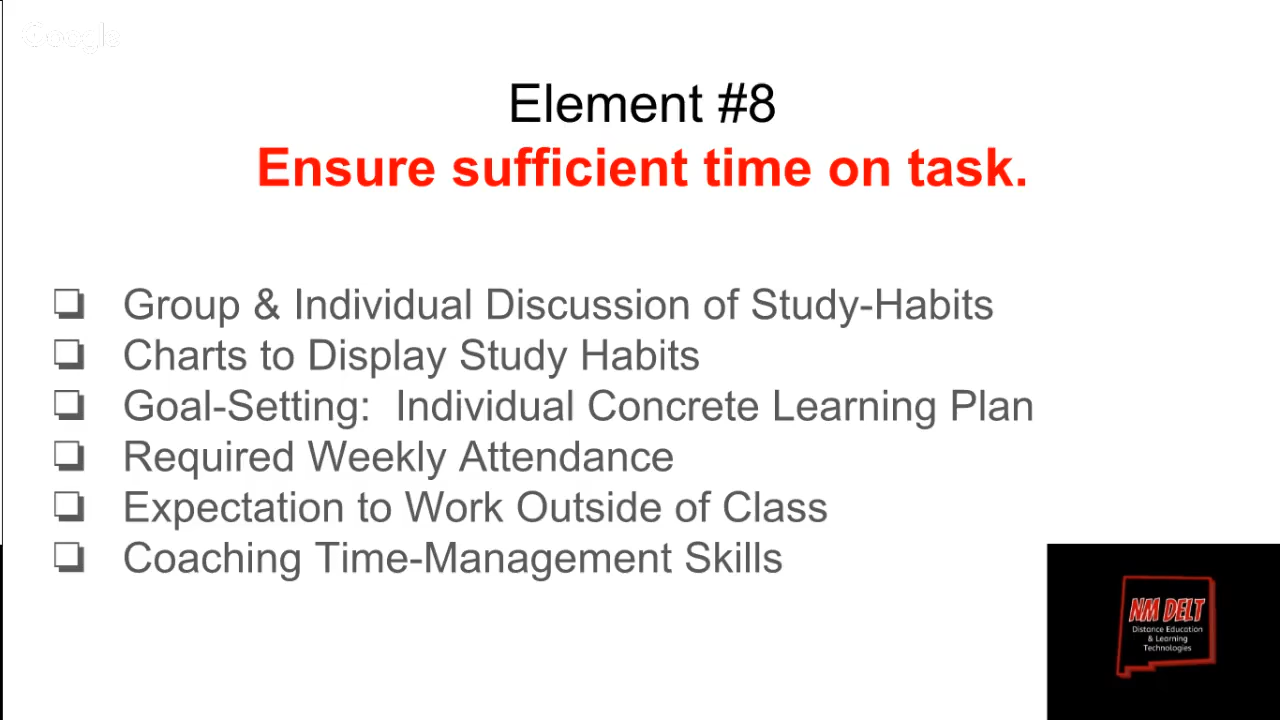 Google
Element #8
Ensure sufficient time on task.
❏ Group & Individual Discussion of Study-Habits
❏ Charts to Display Study Habits
❏ Goal-Setting:  Individual Concrete Learning Plan
❏ Required Weekly Attendance
❏ Expectation to Work Outside of Class
❏ Coaching Time-Management Skills
NM DELT
Distance Education
& Learning
Technologies